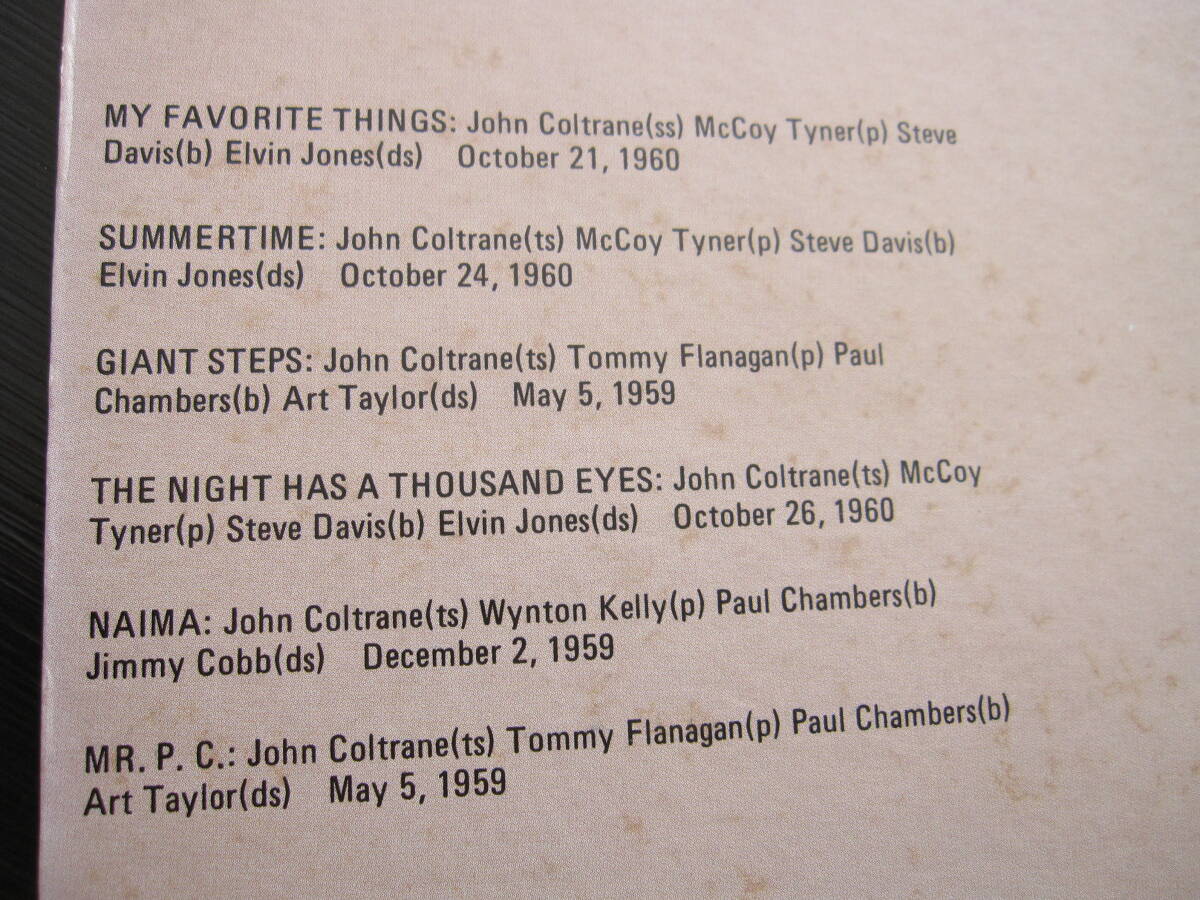 MY FAVORITE THINGS: John Coltrane(ss) McCoy Tyner(p) Steve
Davis(b) Elvin Jones(ds) October 21, 1960
SUMMERTIME: John Coltrane(ts) McCoy Tyner(p) Steve Davis(b)
Elvin Jones(ds) October 24, 1960
GIANT STEPS: John Coltrane(ts) Tommy Flanagan(p) Paul
Chambers(b) Art Taylor(ds) May 5, 1959
THE NIGHT HAS A THOUSAND EYES: John Coltrane(ts) McCoy
Tyner(p) Steve Davis(b) Elvin Jones(ds) October 26, 1960
NAIMA: John Coltrane(ts) Wynton Kelly(p) Paul Chambers(b)
Jimmy Cobb(ds) December 2, 1959
MR. P. C.: John Coltrane(ts) Tommy Flanagan(p) Paul Chambers(b)
Art Taylor(ds) May 5, 1959